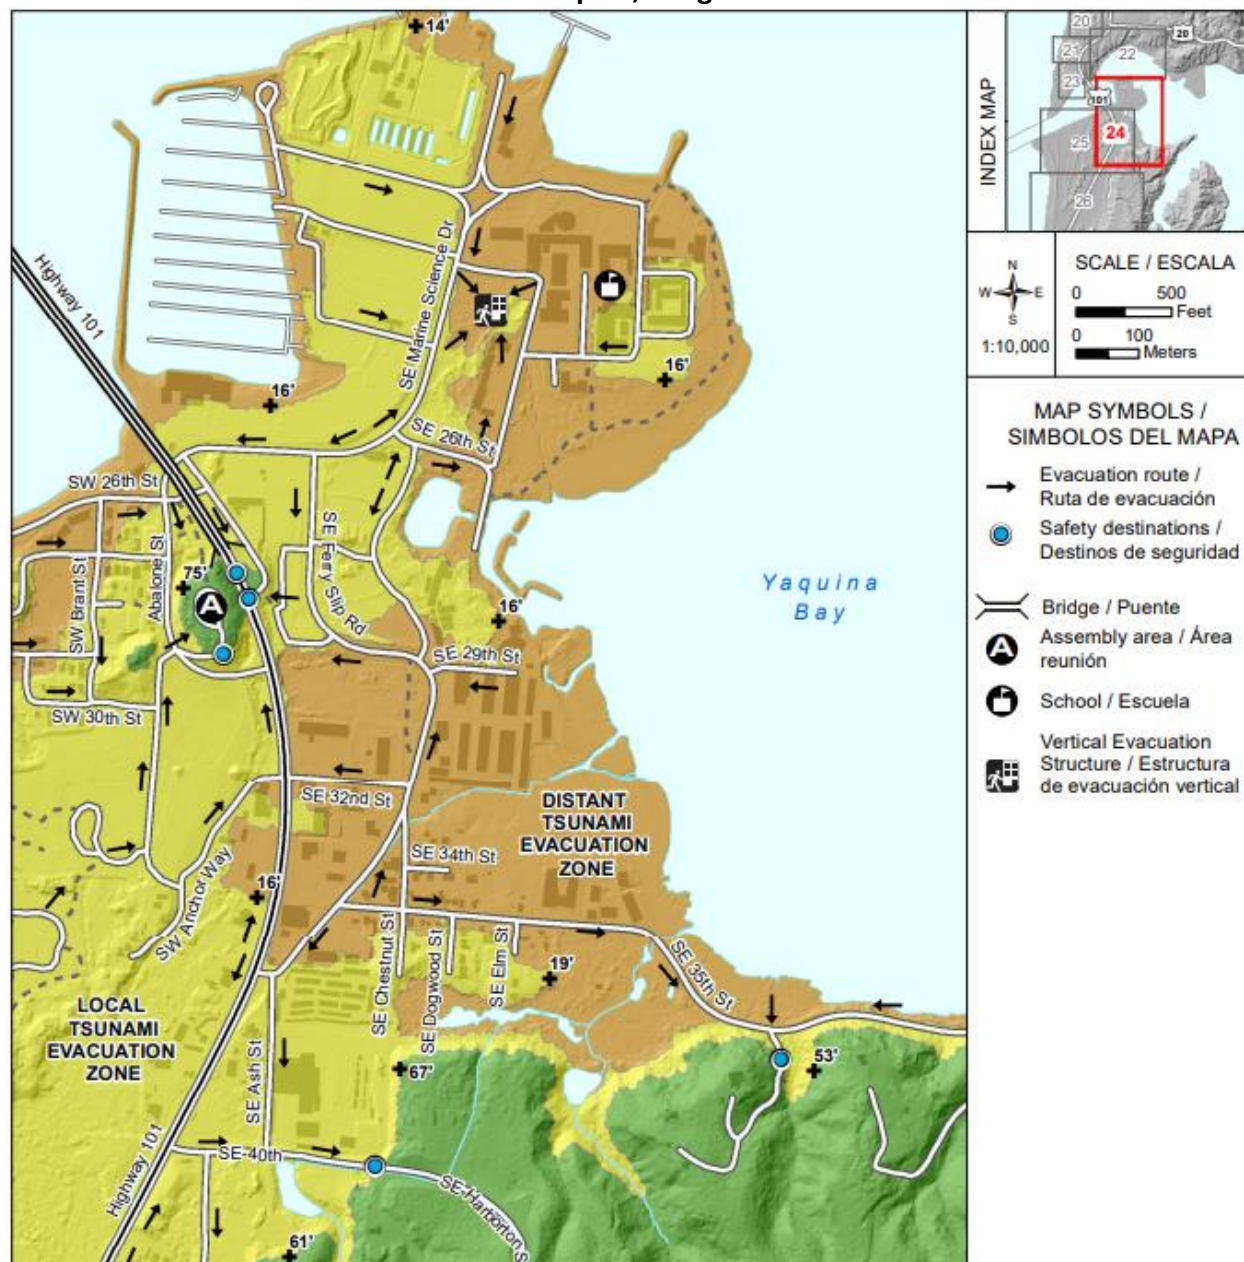 14'
Highway 101
SE Marine Science Dr
16'
16'
SE 26th St
SW 26th St
Abalone St
75'
SW Brant St
SE Ferry Slip Rd
A
16'
SE 29th St
SW 30th St
SE 32nd St
Yaquina
Bay
DISTANT
TSUNAMI
EVACUATION
ZONE
SE 34th St
SW Anchor Way
16'
SE Chestnut St
SE Dogwood St
SE Elm St
19'
SE 35th St
LOCAL
TSUNAMI
EVACUATION
ZONE
SE Ash St
67'
53'
Highway 101
SE 40th
SE Harborton S
61'
INDEX MAP
20
20
21
22
23
101
24
25
26
N
W E
S
1:10,000
SCALE / ESCALA
0 500
Feet
0 100
Meters
MAP SYMBOLS /
SIMBOLOS DEL MAPA
Evacuation route /
Ruta de evacuación
Safety destinations /
Destinos de seguridad
Bridge / Puente
A
Assembly area / Área
reunión
School / Escuela
Vertical Evacuation
Structure / Estructura
de evacuación vertical